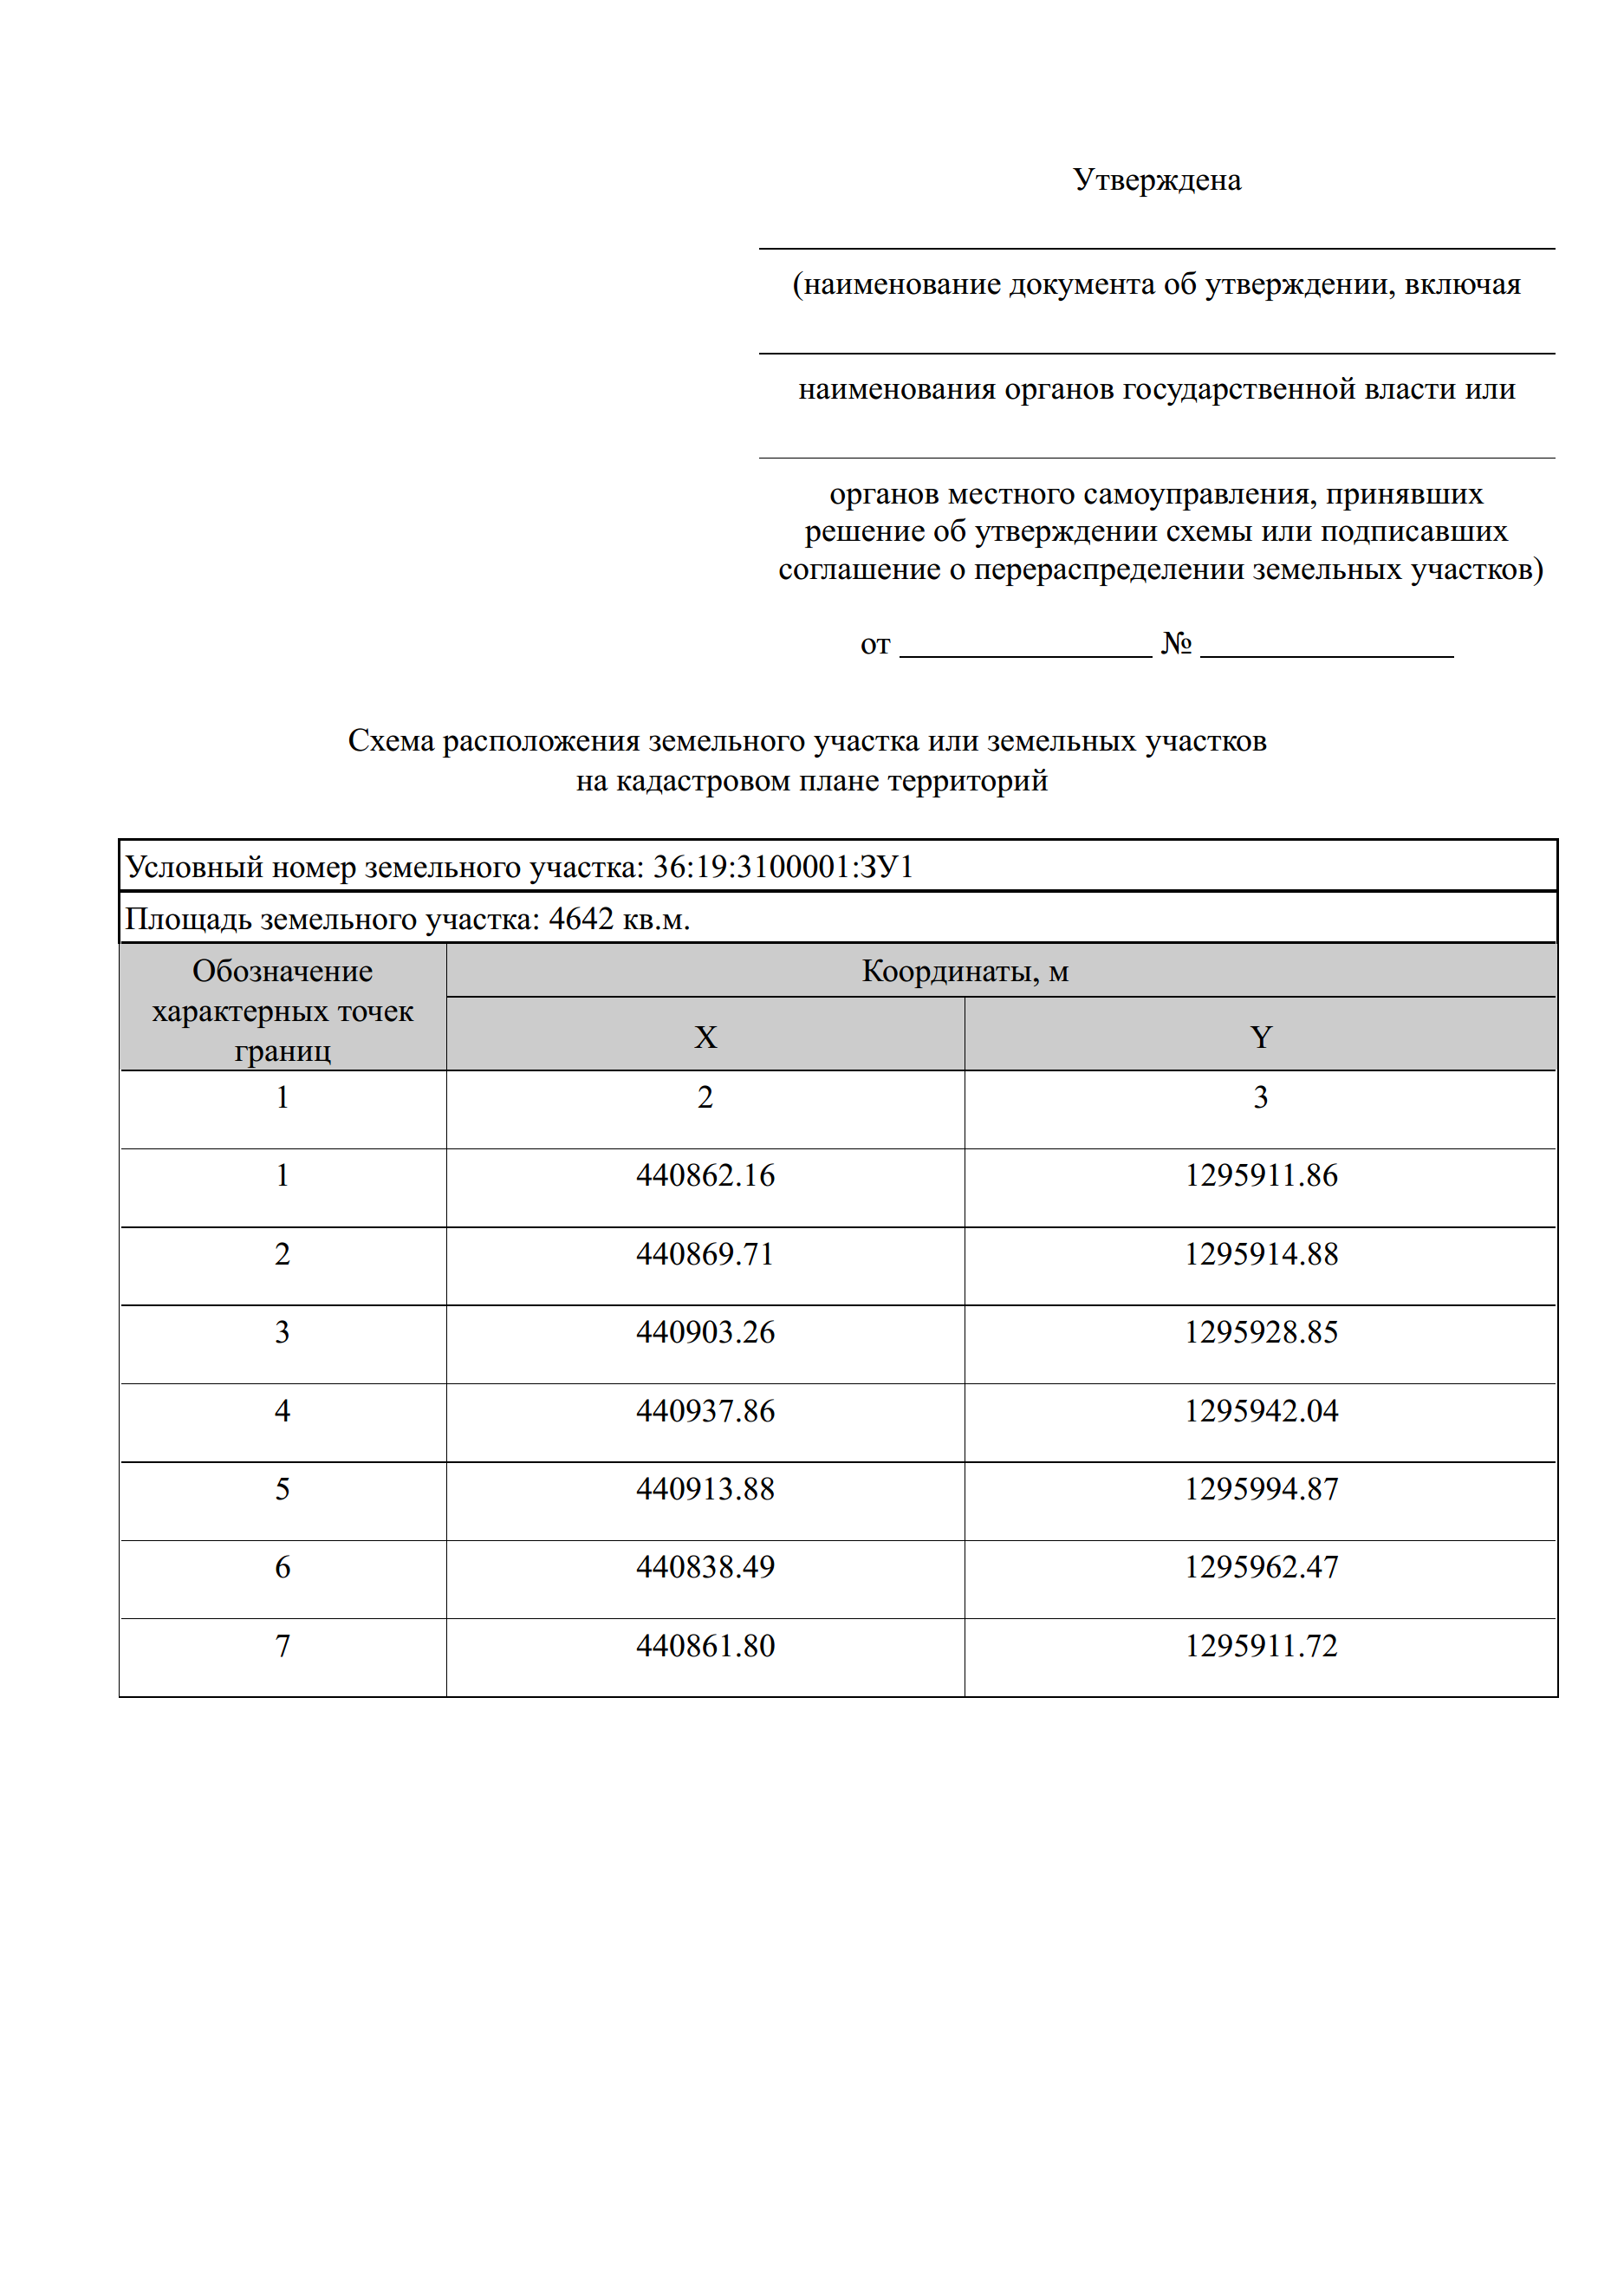 Утверждена
(наименование документа об утверждении, включая
наименования органов государственной власти или
органов местного самоуправления, принявших
решение об утверждении схемы или подписавших
соглашение о перераспределении земельных участков)
от ________________ № ________________
Схема расположения земельного участка или земельных участков
на кадастровом плане территорий
Условный номер земельного участка: 36:19:3100001:ЗУ1
Площадь земельного участка: 4642 кв.м.
Обозначение
характерных точек
границ
Координаты, м
X Y
1 2 3
1 440862.16 1295911.86
2 440869.71 1295914.88
3 440903.26 1295928.85
4 440937.86 1295942.04
5 440913.88 1295994.87
6 440838.49 1295962.47
7 440861.80 1295911.72